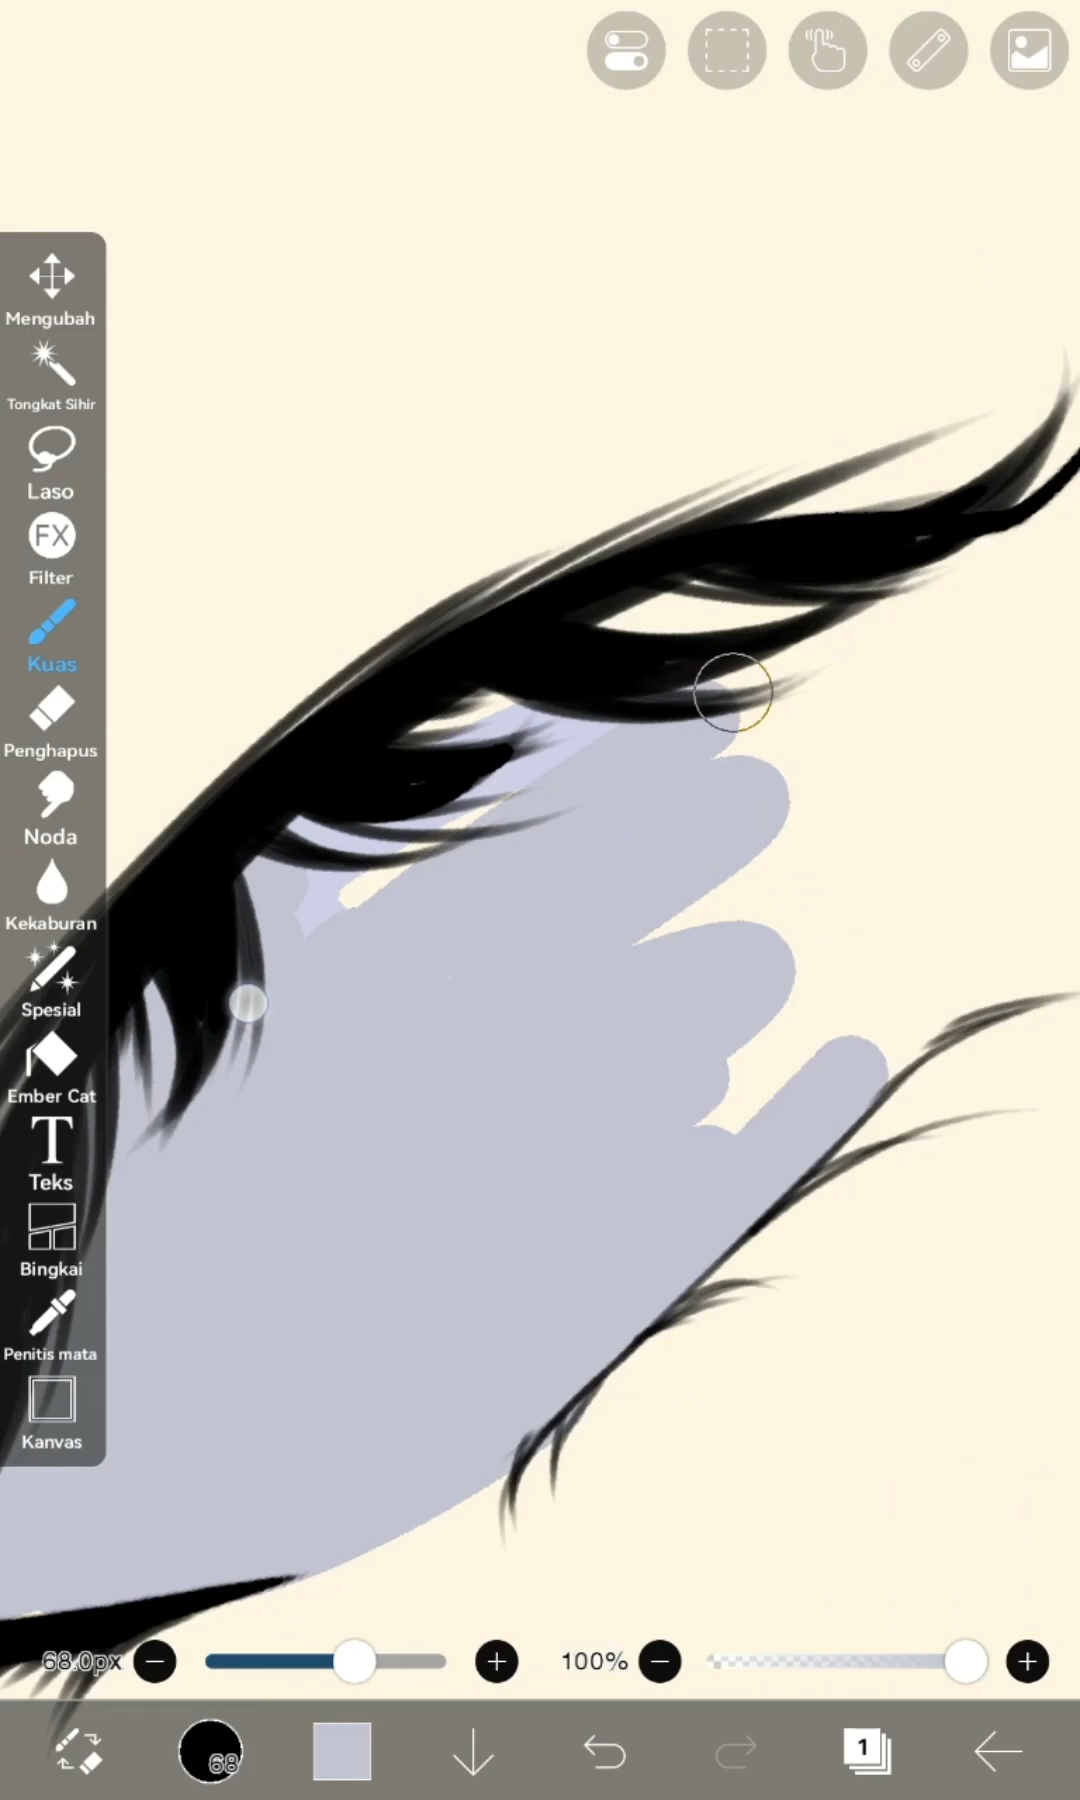 Mengubah
Tongkat Sihir
Laso
FX
Filter
Kuas
Penghapus
Noda
Kekaburan
Spesial
Ember Cat
T
Teks
Bingkai
Penitis mata
Kanvas
68.0px
100%
68
1